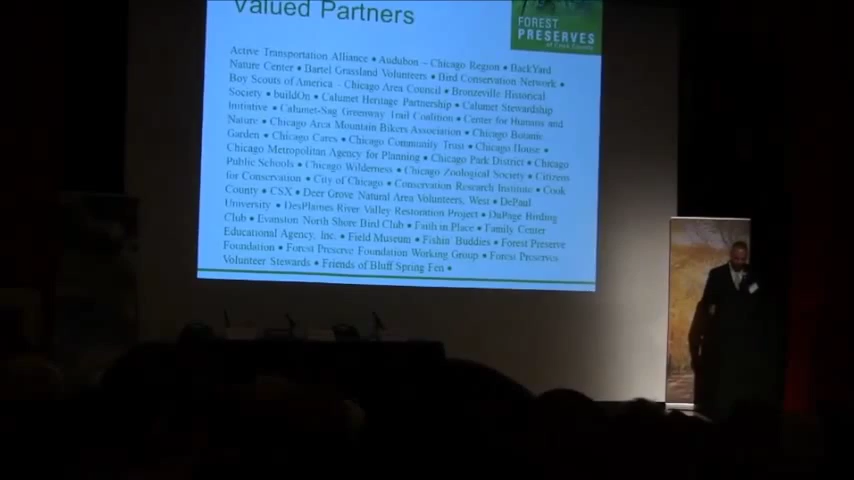 Valued Partners
FOREST
PRESERVES
of Cook County
Active Transportation Alliance • Audubon – Chicago Region • BackYard
Nature Center • Bartel Grassland Volunteers • Bird Conservation Network •
Boy Scouts of America - Chicago Area Council • Bronzeville Historical
Society • buildOn • Calumet Heritage Partnership • Calumet Stewardship
Initiative • Calumet-Sag Greenway Trail Coalition • Center for Humans and
Nature • Chicago Area Mountain Bikers Association • Chicago Botanic
Garden • Chicago Cares • Chicago Community Trust • Chicago House •
Chicago Metropolitan Agency for Planning • Chicago Park District • Chicago
Public Schools • Chicago Wilderness • Chicago Zoological Society • Citizens
for Conservation • City of Chicago • Conservation Research Institute • Cook
County • CSX • Deer Grove Natural Area Volunteers, West • DePaul
University • DesPlaines River Valley Restoration Project • DuPage Birding
Club • Evanston North Shore Bird Club • Faith in Place • Family Center
Educational Agency, Inc. • Field Museum • Fishin' Buddies • Forest Preserve
Foundation • Forest Preserve Foundation Working Group • Forest Preserves
Volunteer Stewards • Friends of Bluff Spring Fen •